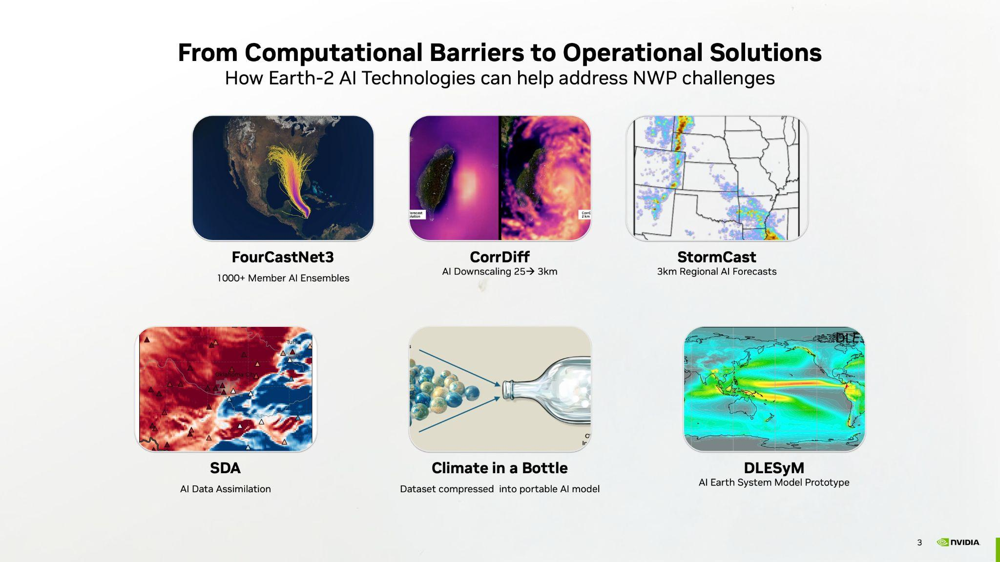 From Computational Barriers to Operational Solutions
How Earth-2 AI Technologies can help address NWP challenges
Forecast
olution
CorrD
2 km
FourCastNet3
1000+ Member AI Ensembles
CorrDiff
AI Downscaling 25→ 3km
StormCast
3km Regional AI Forecasts
Tulsa
Oklahoma City
s
C'
In
DLES
SDA
AI Data Assimilation
Climate in a Bottle
Dataset compressed into portable AI model
DLESyM
AI Earth System Model Prototype
3
NVIDIA